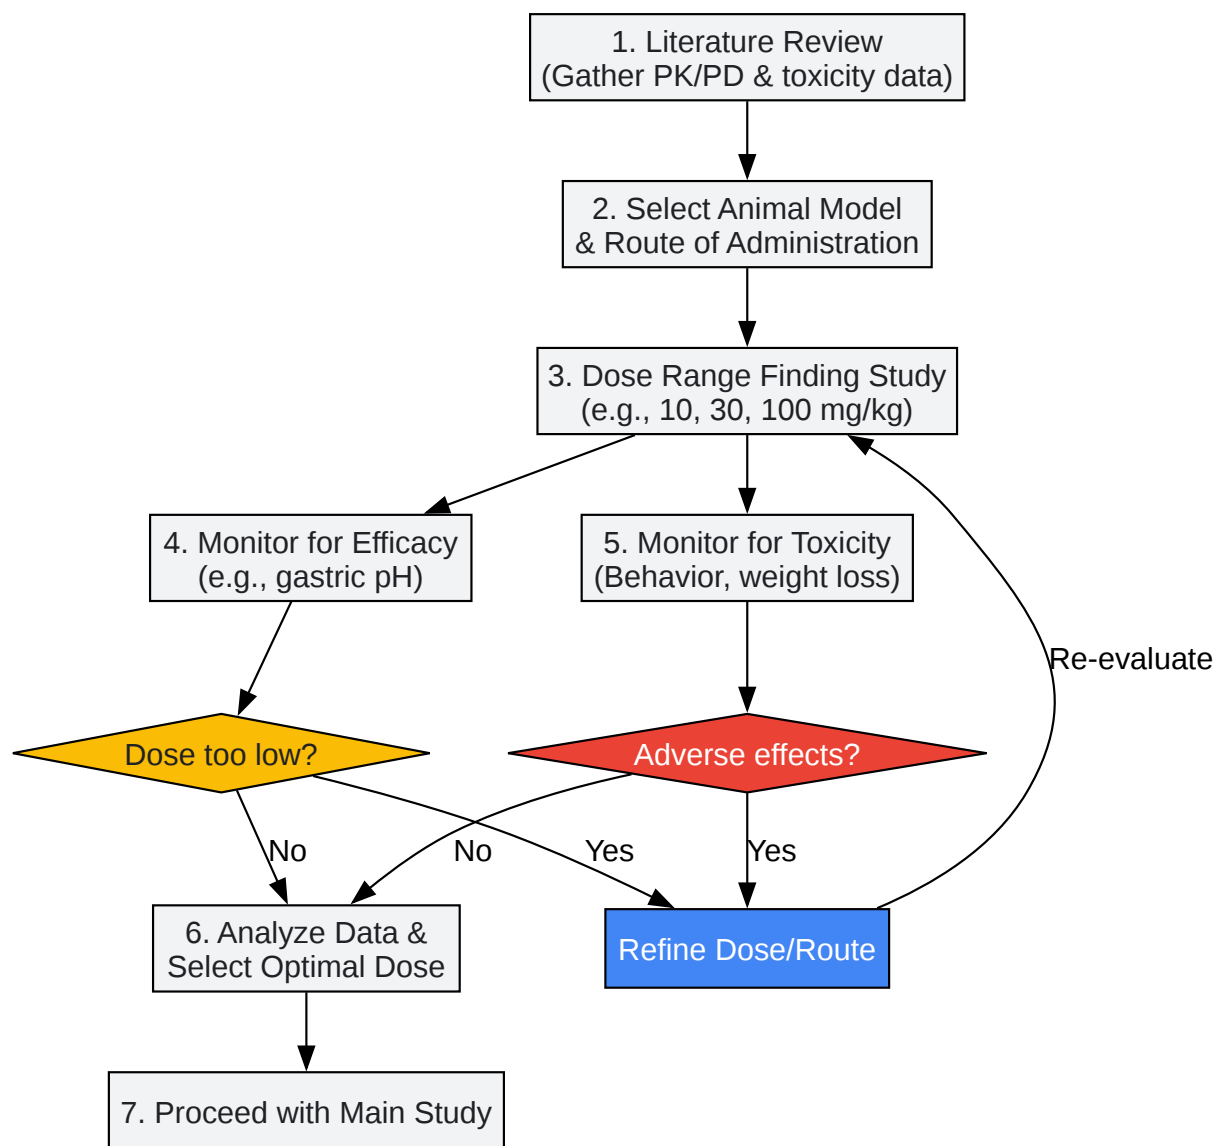 1. Literature Review
(Gather PK/PD & toxicity data)
2. Select Animal Model
& Route of Administration
3. Dose Range Finding Study
(e.g., 10, 30, 100 mg/kg)
4. Monitor for Efficacy
(e.g., gastric pH)
5. Monitor for Toxicity
(Behavior, weight loss)
Re-evaluate
Dose too low?
Adverse effects?
No
No
Yes
Yes
6. Analyze Data &
Select Optimal Dose
Refine Dose/Route
7. Proceed with Main Study